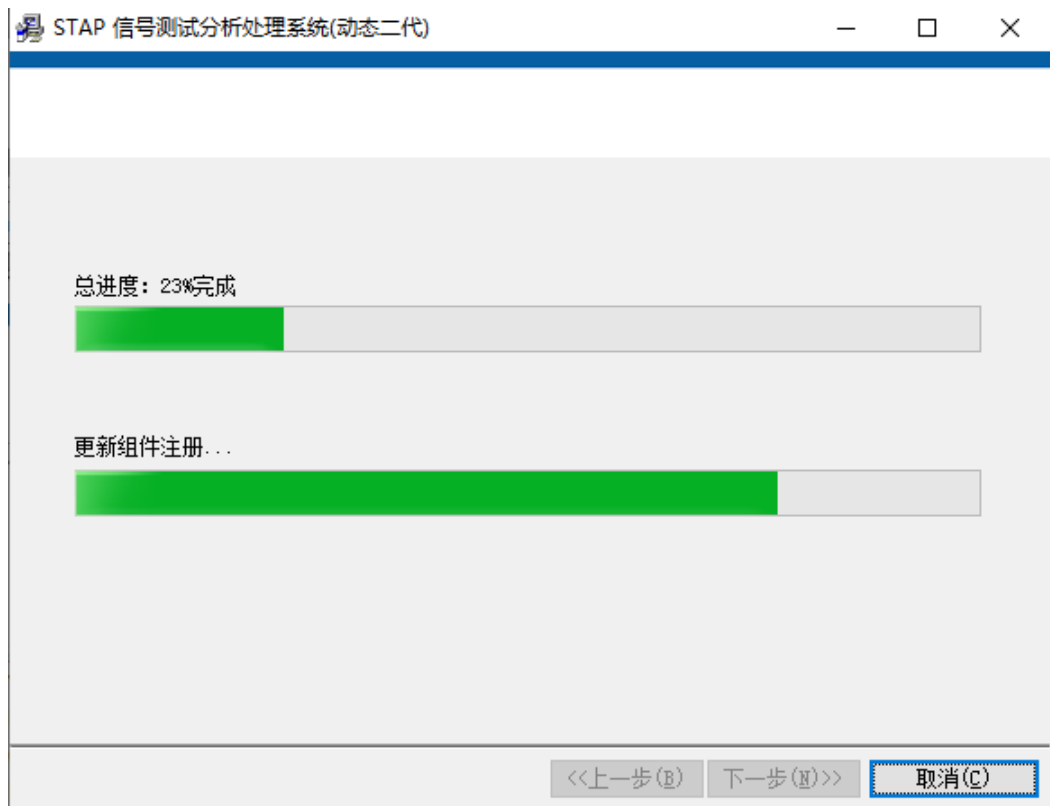 STAP 信号测试分析处理系统(动态二代)
总进度：23%完成
更新组件注册...
<<上一步(B)
下一步(N)>>
取消(C)